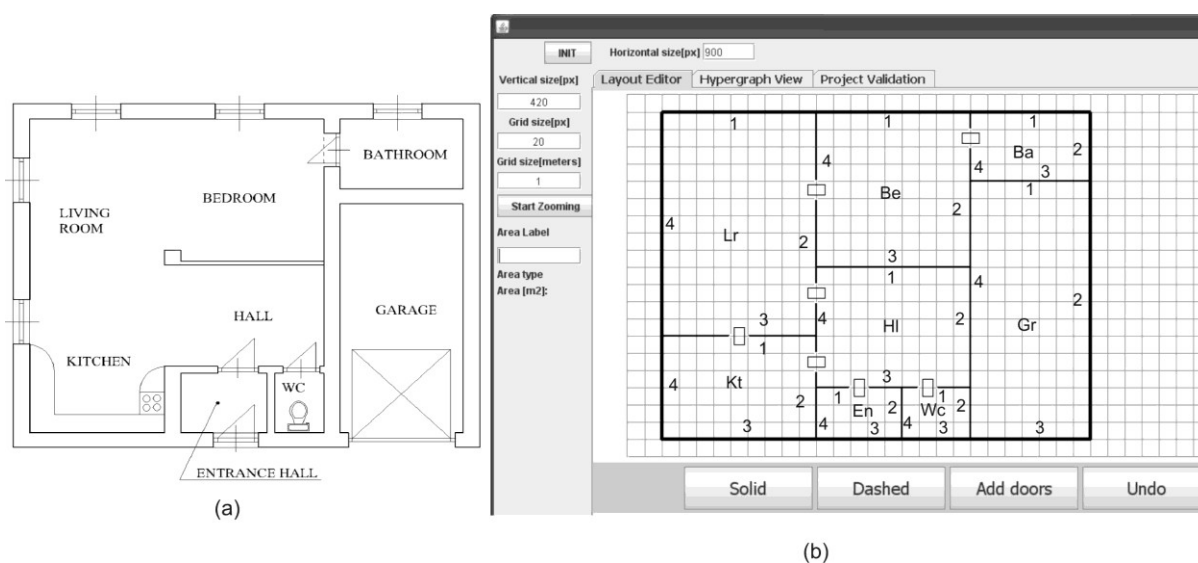 BATHROOM
BEDROOM
LIVING
ROOM
HALL
GARAGE
KITCHEN
WC
ENTRANCE HALL
(a)
INIT
Horizontal size[px] 900
Vertical size[px]
420
Grid size[px]
20
Grid size[meters]
1
Start Zooming
Area Label
Area type
Area [m2]:
Layout Editor Hypergraph View Project Validation
1 1 1
4 4 Ba 2
3
Be 1
2
4 Lr 2
3
1 4
4 Hl 2 Gr 2
3
1
Kt 3
4 2 1 En 2 Wc 1 2
3 4 3 4 3 3
Solid Dashed Add doors Undo
(b)